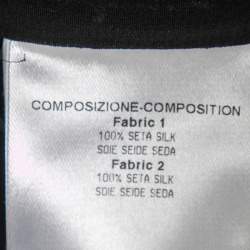 COMPOSIZIONE-COMPOSITION
Fabric 1
100% SETA SILK
SOIE SEIDE SEDA
Fabric 2
100% SETA SILK
SOIE SEIDE SEDA